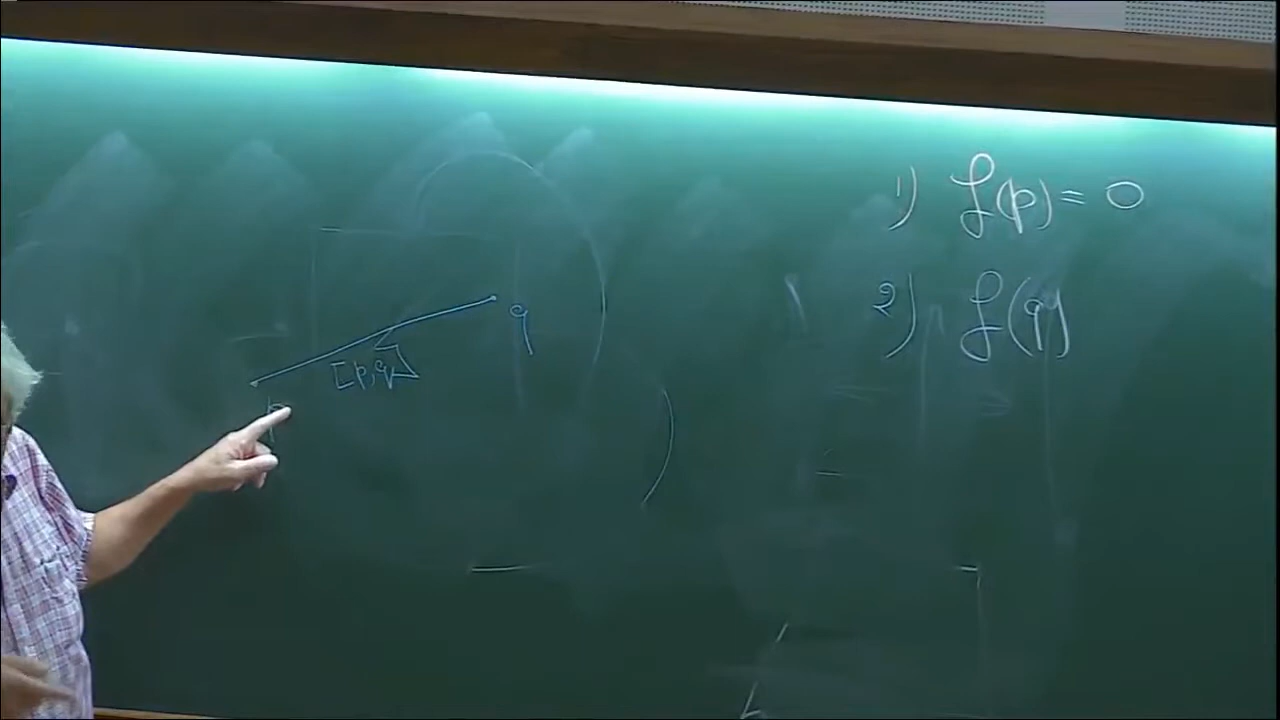 1) f(p) = 0
2) f(q)
q
[p,q]
p